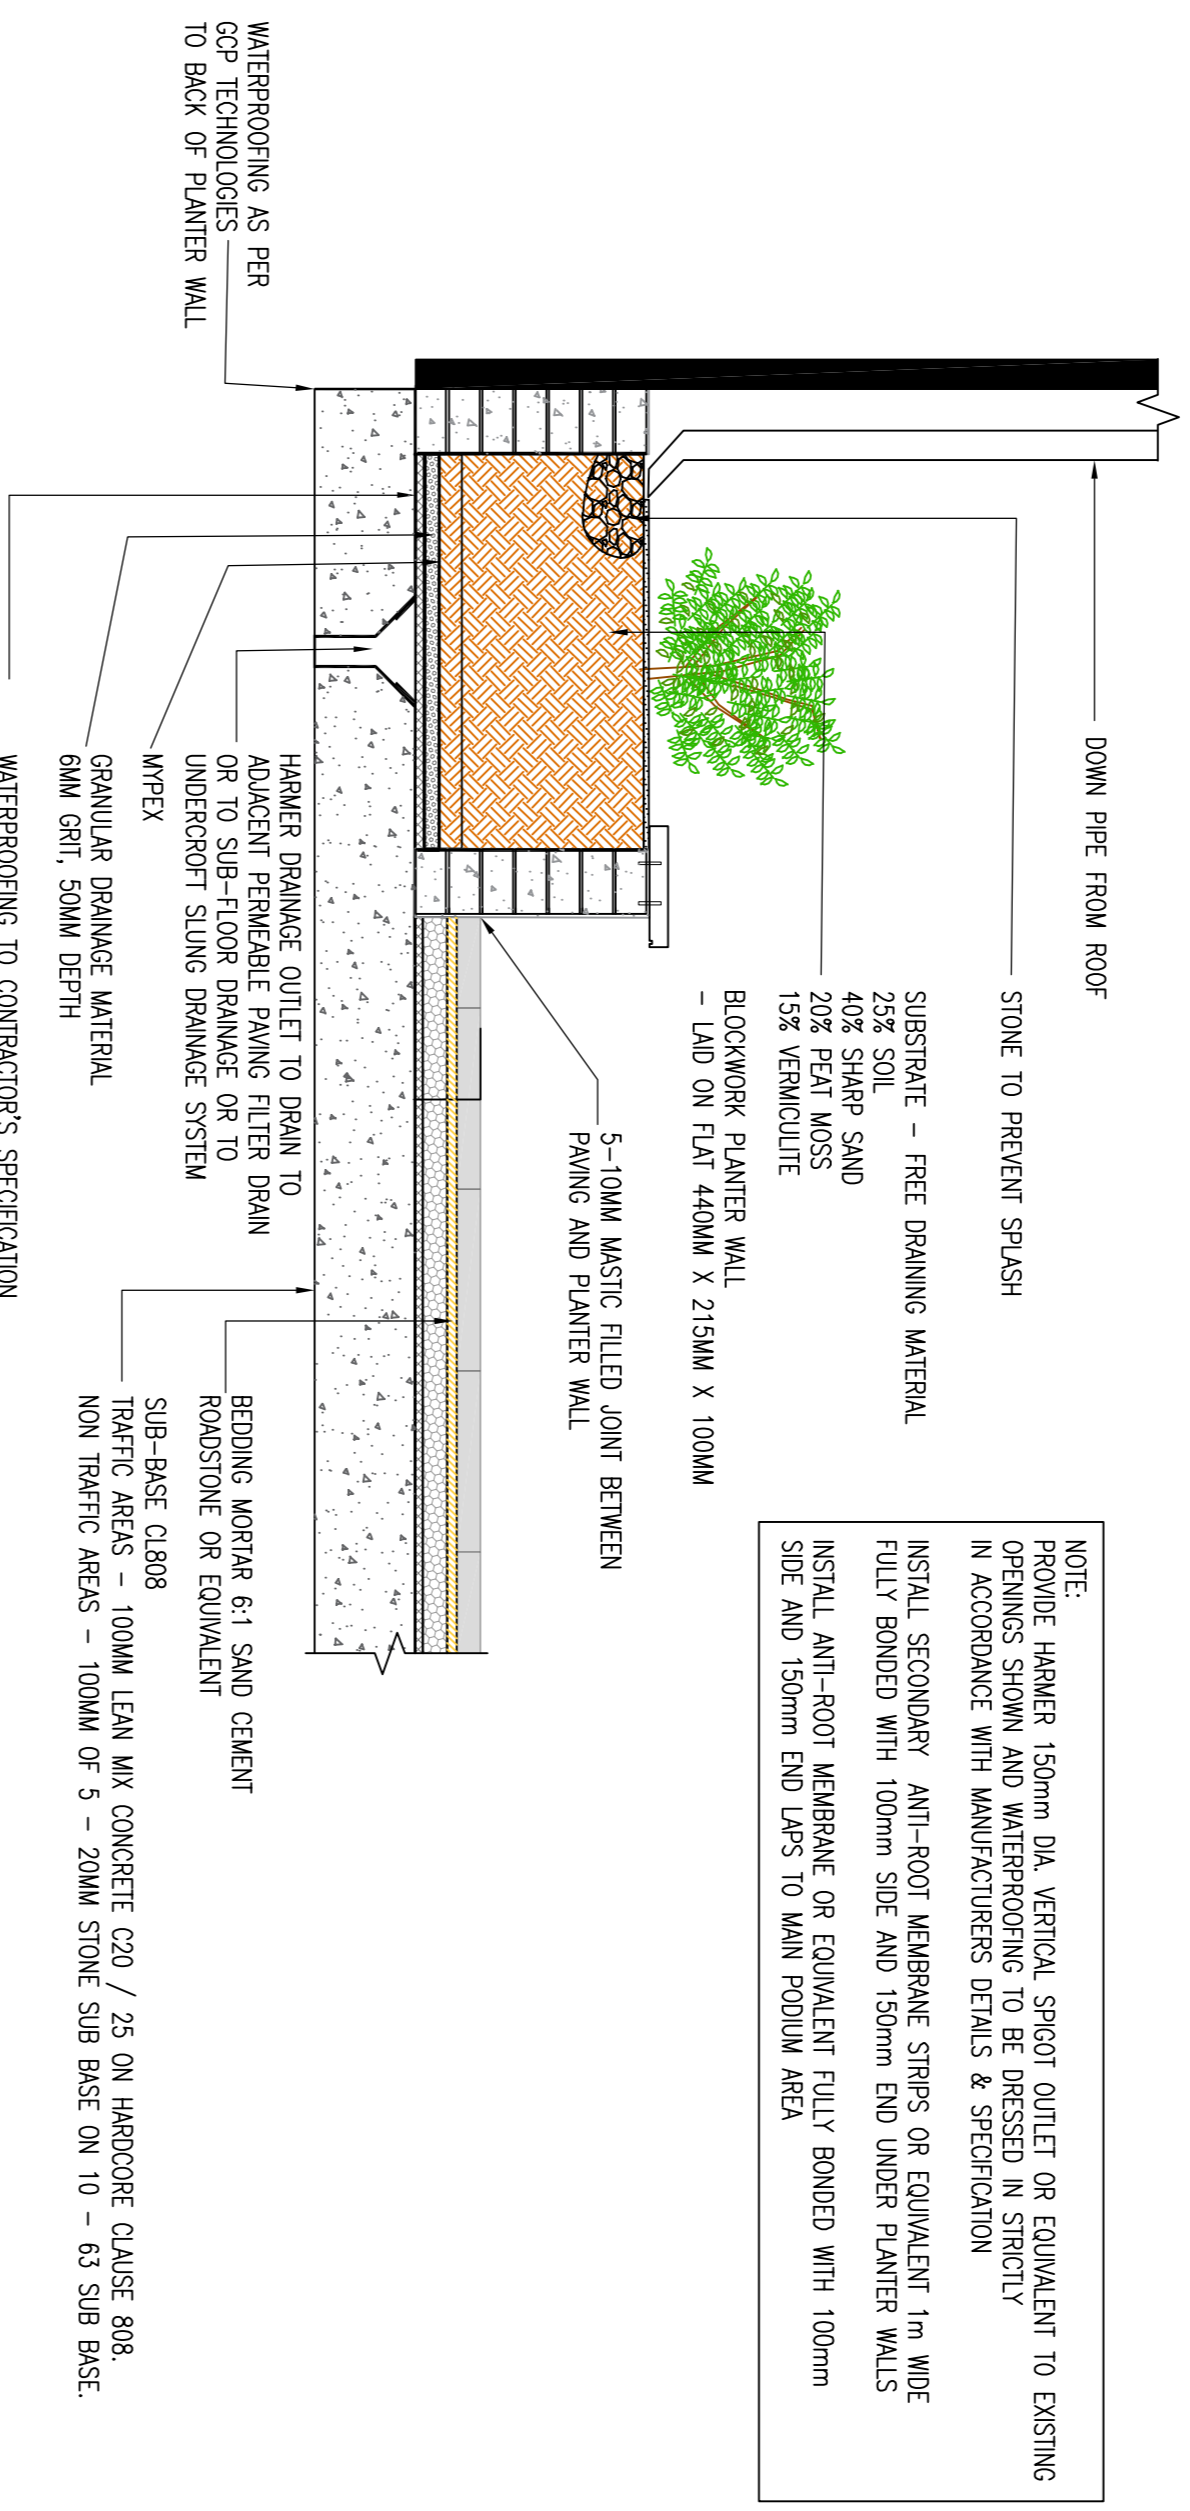 DOWN PIPE FROM ROOF
STONE TO PREVENT SPLASH
SUBSTRATE - FREE DRAINING MATERIAL
25% SOIL
40% SHARP SAND
20% PEAT MOSS
15% VERMICULITE
BLOCKWORK PLANTER WALL
- LAID ON FLAT 440MM X 215MM X 100MM
5-10MM MASTIC FILLED JOINT BETWEEN
PAVING AND PLANTER WALL
NOTE:
PROVIDE HARMER 150mm DIA. VERTICAL SPIGOT OUTLET OR EQUIVALENT TO EXISTING
OPENINGS SHOWN AND WATERPROOFING TO BE DRESSED IN STRICTLY
IN ACCORDANCE WITH MANUFACTURERS DETAILS & SPECIFICATION
INSTALL SECONDARY ANTI-ROOT MEMBRANE STRIPS OR EQUIVALENT 1m WIDE
FULLY BONDED WITH 100mm SIDE AND 150mm END UNDER PLANTER WALLS
INSTALL ANTI-ROOT MEMBRANE OR EQUIVALENT FULLY BONDED WITH 100mm
SIDE AND 150mm END LAPS TO MAIN PODIUM AREA
WATERPROOFING AS PER
GCP TECHNOLOGIES
TO BACK OF PLANTER WALL
HARMER DRAINAGE OUTLET TO DRAIN TO
ADJACENT PERMEABLE PAVING FILTER DRAIN
OR TO SUB-FLOOR DRAINAGE OR TO
UNDERCROFT SLUNG DRAINAGE SYSTEM
MYPEX
GRANULAR DRAINAGE MATERIAL
6MM GRIT, 50MM DEPTH
WATERPROOFING TO CONTRACTOR'S SPECIFICATION
BEDDING MORTAR 6:1 SAND CEMENT
ROADSTONE OR EQUIVALENT
SUB-BASE CL808
TRAFFIC AREAS - 100MM LEAN MIX CONCRETE C20 / 25 ON HARDCORE CLAUSE 808.
NON TRAFFIC AREAS - 100MM OF 5 - 20MM STONE SUB BASE ON 10 - 63 SUB BASE.